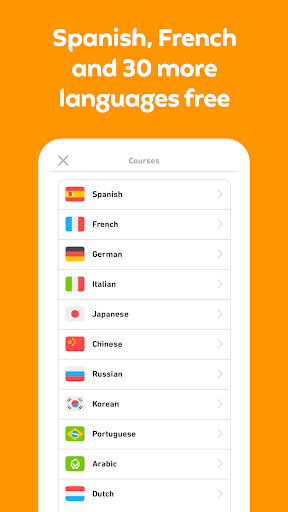 Spanish, French
and 30 more
languages free
Courses
Spanish
French
German
Italian
Japanese
Chinese
Russian
Korean
Portuguese
Arabic
Dutch